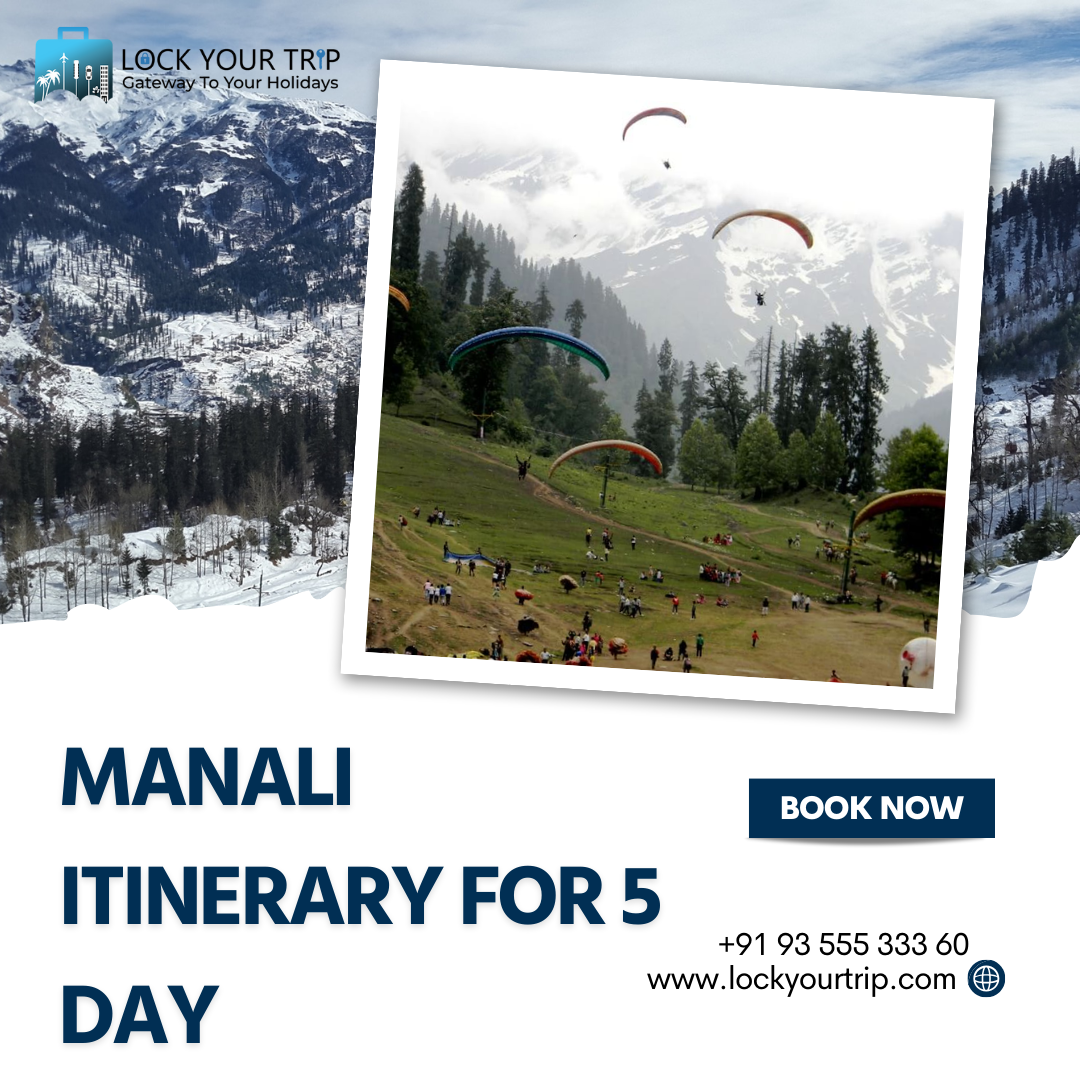 LOCK YOUR TRIP
Gateway To Your Holidays
MANALI
ITINERARY FOR 5
DAY
BOOK NOW
+91 93 555 333 60
www.lockyourtrip.com